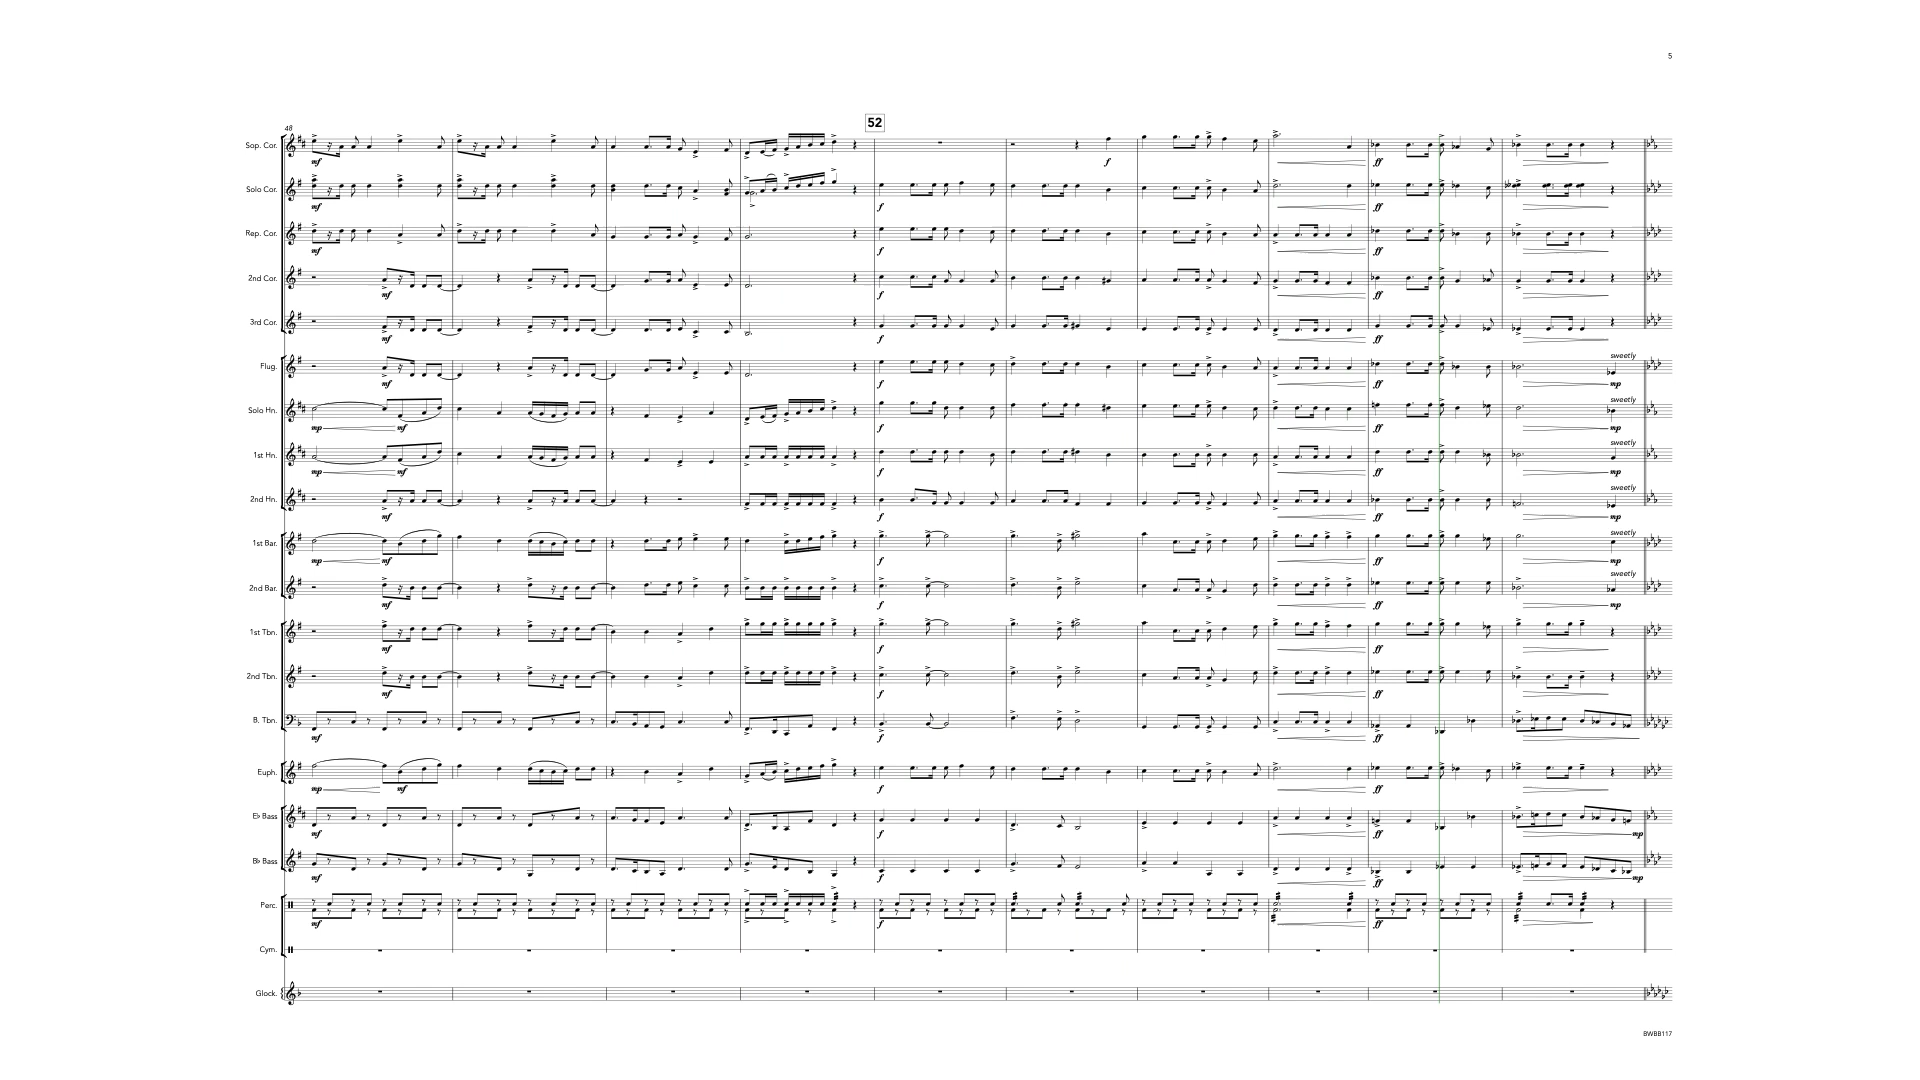 5
52
48
Sop. Cor.
mf
f
ff
Solo Cor.
mf
f
ff
Rep. Cor.
mf
f
ff
2nd Cor.
mf
f
ff
3rd Cor.
mf
f
ff
sweetly
Flug.
mf
f
ff
mp
sweetly
Solo Hn.
mp
mf
f
ff
mp
sweetly
1st Hn.
mp
mf
f
ff
mp
sweetly
2nd Hn.
mf
f
ff
mp
sweetly
1st Bar.
mp
mf
f
ff
mp
sweetly
2nd Bar.
mf
f
ff
mp
1st Tbn.
mf
f
ff
2nd Tbn.
mf
f
ff
B. Tbn.
mf
f
ff
Euph.
mp
mf
f
ff
E♭ Bass
mf
f
ff
mp
B♭ Bass
mf
f
ff
mp
Perc.
mf
f
ff
Cym.
Glock.
BWBB117